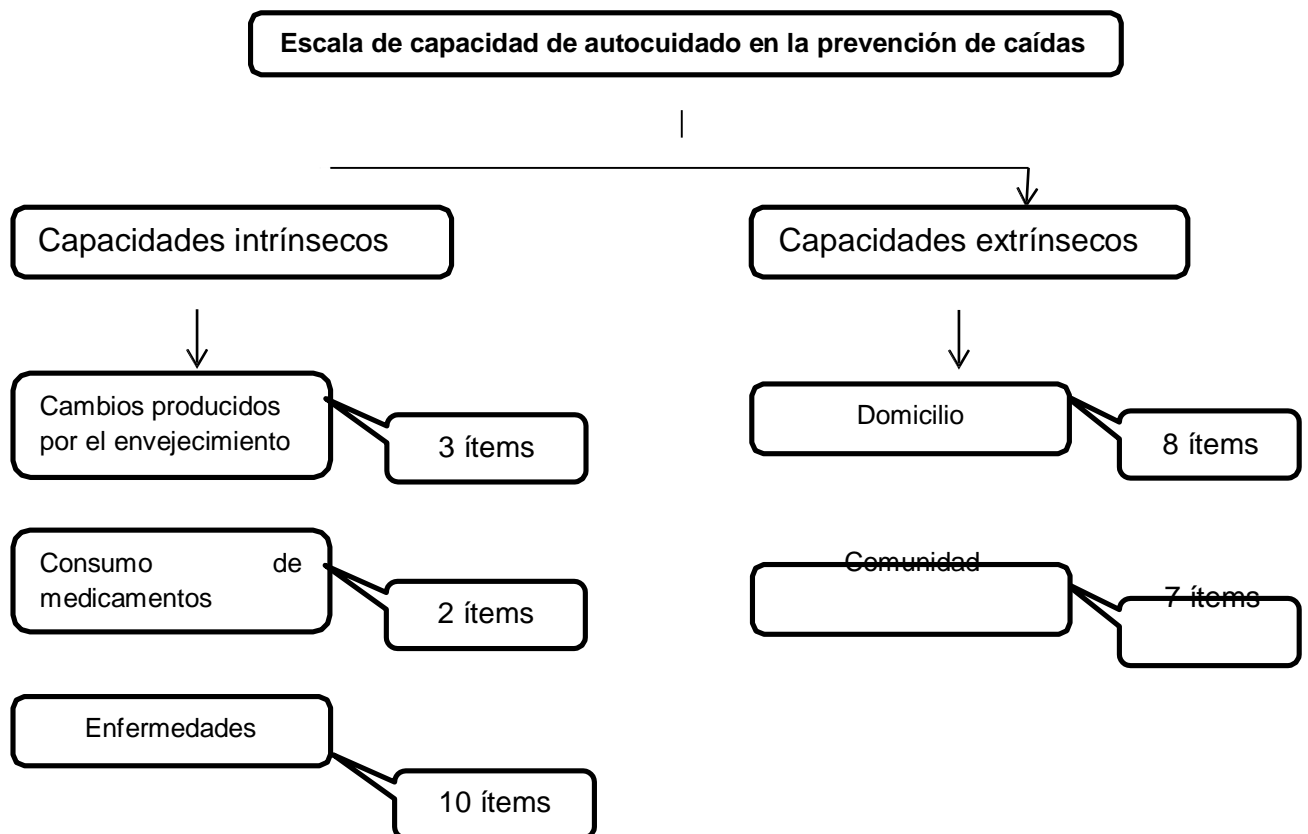 Escala de capacidad de autocuidado en la prevención de caídas
Capacidades intrínsecos
Capacidades extrínsecos
Cambios producidos
por el envejecimiento
3 ítems
Domicilio
8 ítems
Consumo de
medicamentos
2 ítems
Comunidad
7 ítems
Enfermedades
10 ítems